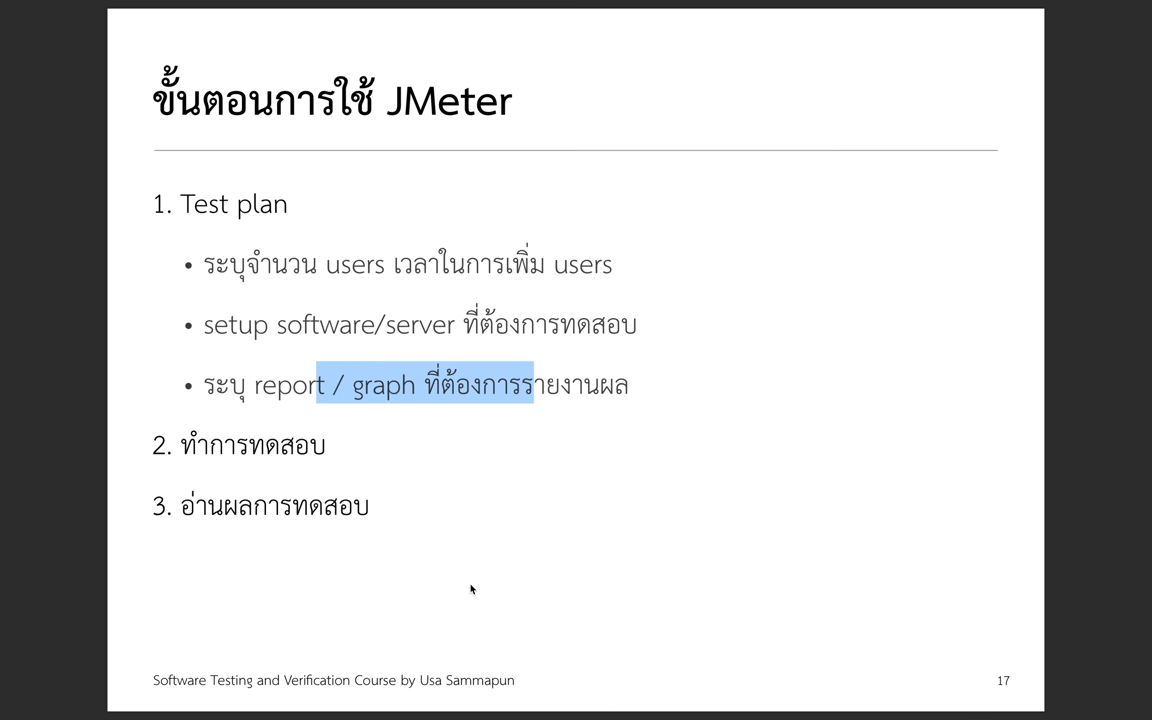 ขั้นตอนการใช้ JMeter
1. Test plan
• ระบุจำนวน users เวลาในการเพิ่ม users
• setup software/server ที่ต้องการทดสอบ
• ระบุ report / graph ที่ต้องการรายงานผล
2. ทำการทดสอบ
3. อ่านผลการทดสอบ
Software Testing and Verification Course by Usa Sammapun
17